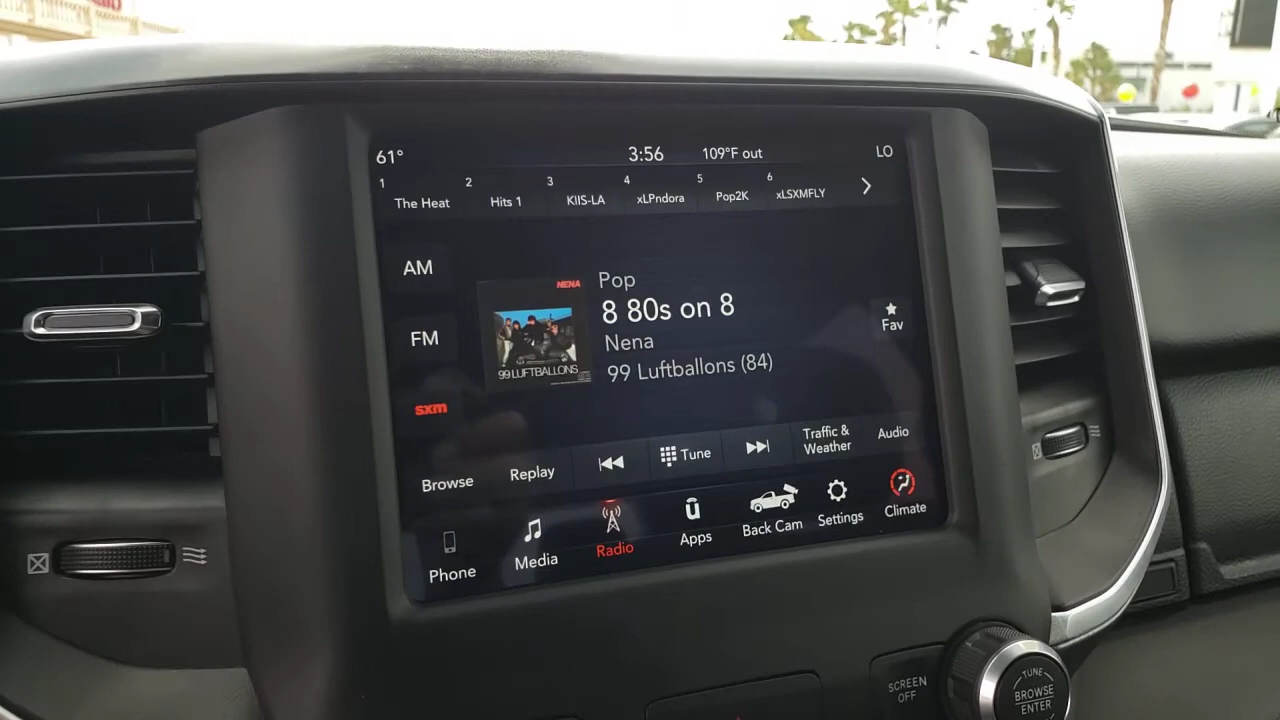 61° 3:56 109°F out LO
1 2 3 4 5 6
The Heat Hits 1 KIIS-LA xLPndora Pop2K xLSXMFLY
AM
FM
sxm
NENA
99 LUFTBALLONS
Pop
8 80s on 8
Nena
99 Luftballons (84)
Fav
Browse Replay Tune Traffic & Weather Audio
Phone Media Radio Apps Back Cam Settings Climate
SCREEN
OFF
TUNE
BROWSE
ENTER